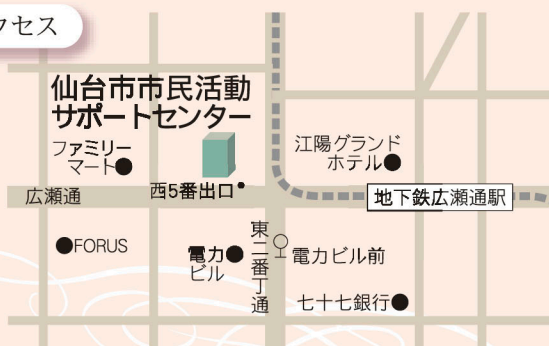 クセス
仙台市市民活動
サポートセンター
ファミリー
マート
江陽グランド
ホテル
広瀬通
西5番出口
地下鉄広瀬通駅
FORUS
電力
ビル
東二番丁通
電力ビル前
七十七銀行